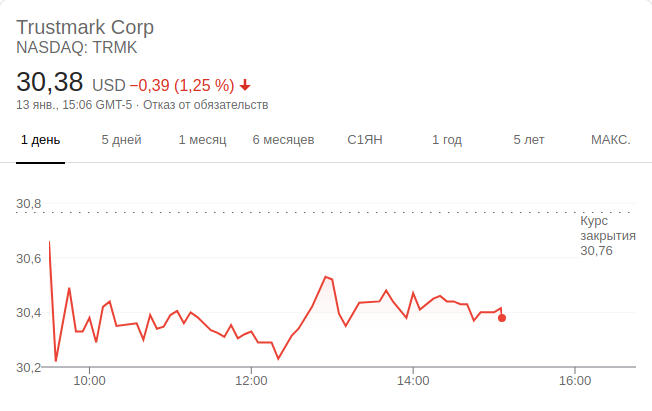 Trustmark Corp
NASDAQ: TRMK
30,38 USD −0,39 (1,25 %)
13 янв., 15:06 GMT-5 · Отказ от обязательств
1 день 5 дней 1 месяц 6 месяцев С1ЯН 1 год 5 лет МАКС.
30,8
Курс
закрытия
30,76
30,6
30,4
30,2
10:00 12:00 14:00 16:00